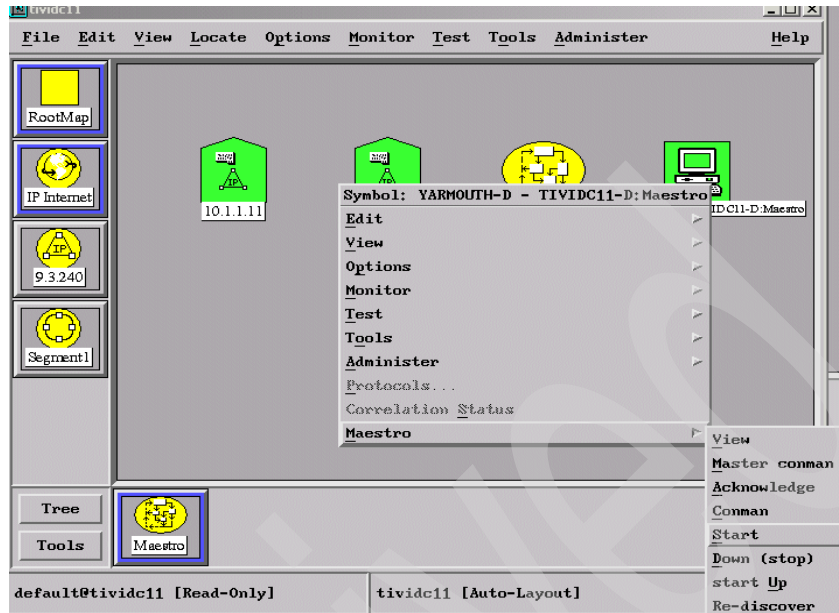 tividc11
File Edit View Locate Options Monitor Test Tools Administer Help
RootMap
IP Internet
IP
9.3.240
Segment1
IP
10.1.1.11
IP
IDC11-D:Maestro
Symbol: YARMOUTH-D - TIVIDC11-D:Maestro
Edit
View
Options
Monitor
Test
Tools
Administer
Protocols...
Correlation Status
Maestro
View
Master conman
Acknowledge
Conman
Start
Down (stop)
start Up
Re-discover
Tree
Tools
Maestro
default@tividc11 [Read-Only]
tividc11 [Auto-Layout]